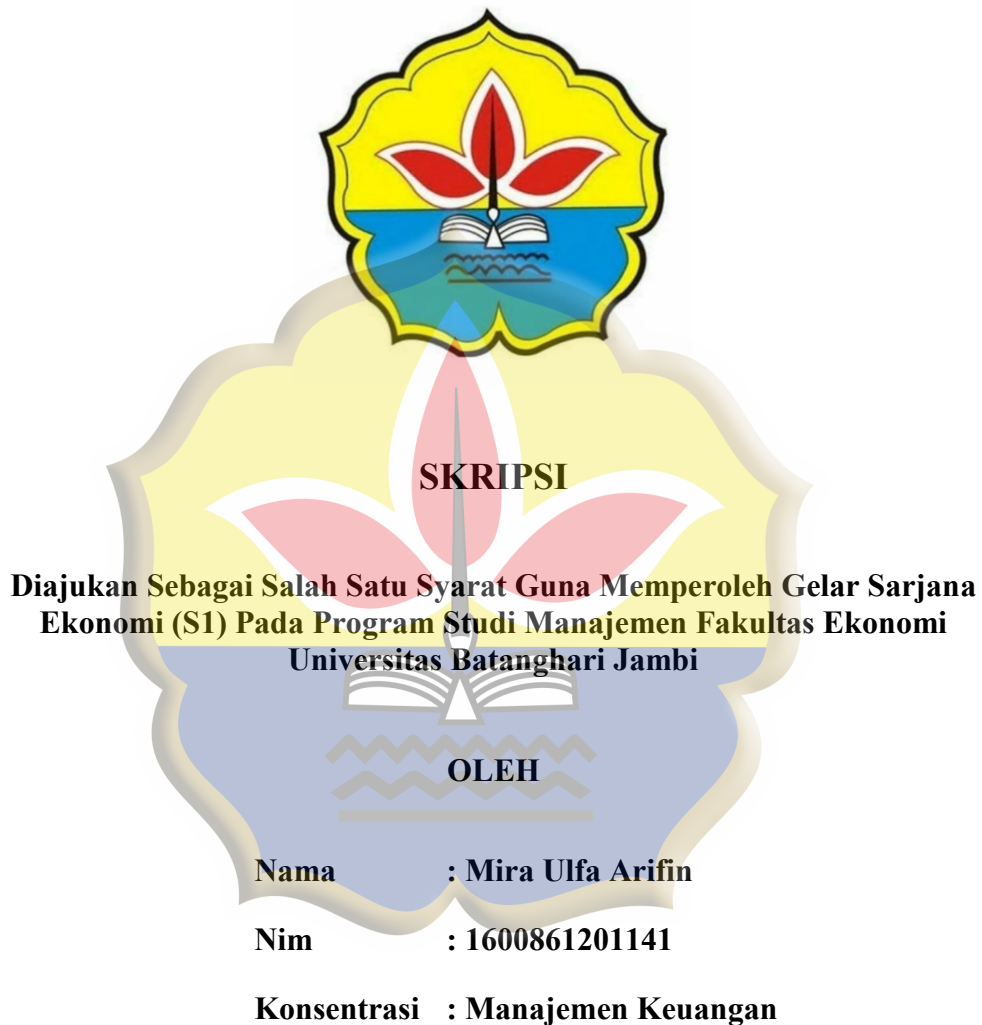 SKRIPSI
Diajukan Sebagai Salah Satu Syarat Guna Memperoleh Gelar Sarjana
Ekonomi (S1) Pada Program Studi Manajemen Fakultas Ekonomi
Universitas Batanghari Jambi
OLEH
Nama : Mira Ulfa Arifin
Nim : 1600861201141
Konsentrasi : Manajemen Keuangan